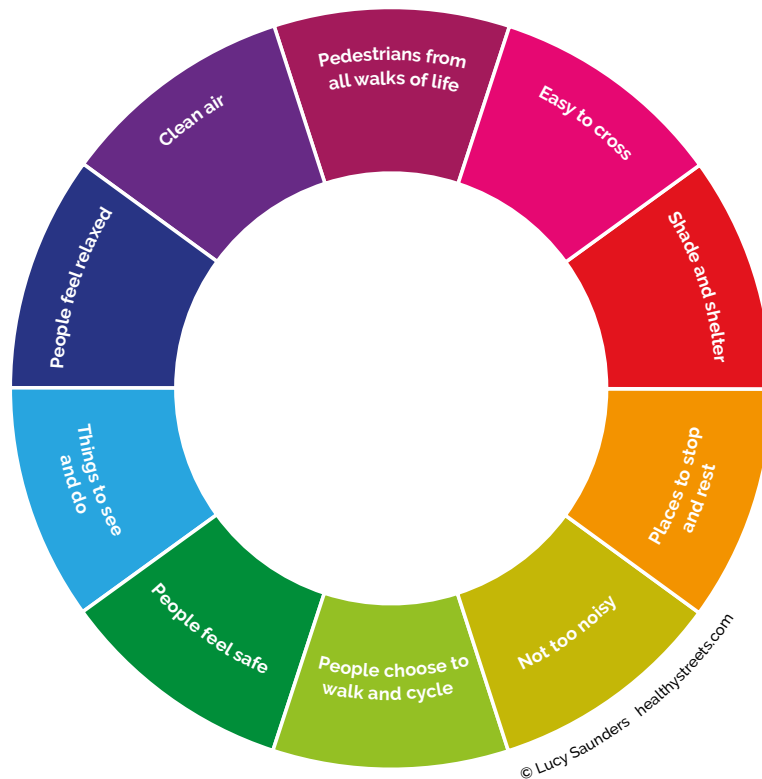 Pedestrians from
all walks of life
Easy to cross
Shade and shelter
Places to stop
and rest
Not too noisy
People choose to
walk and cycle
People feel safe
Things to see
and do
People feel relaxed
Clean air
© Lucy Saunders healthystreets.com